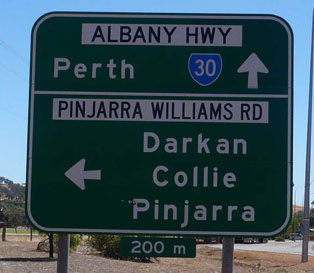 ALBANY HWY
Perth 30
PINJARRA WILLIAMS RD
Darkan
Collie
Pinjarra
200 m